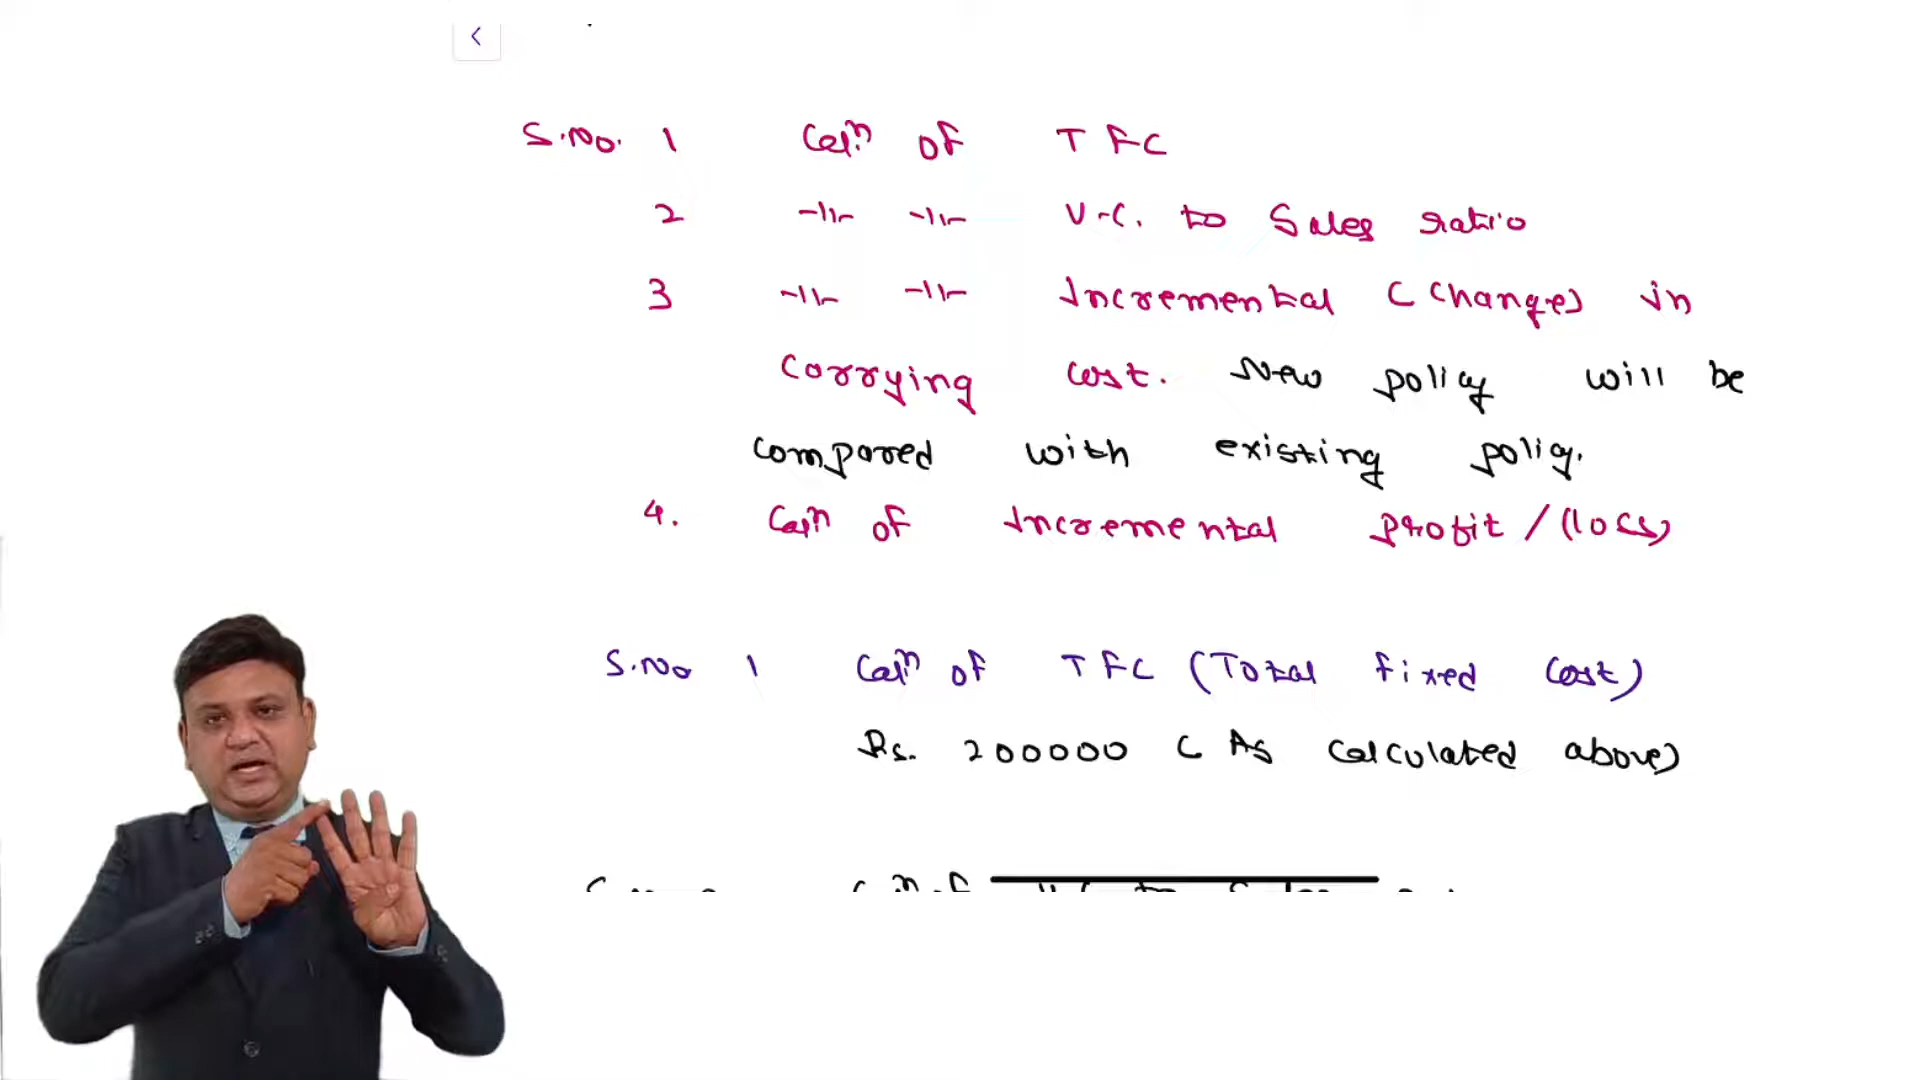 S.No. 1 Caln of TFC
2 -11- -11- V.C. to Sales ratio
3 -11- -11- Incremental (Changes) in
Carrying cost. New policy will be
compared with existing policy.
4. Caln of Incremental profit/(loss)
S.No 1 Caln of TFC (Total Fixed Cost)
Rs. 200000 (As calculated above)